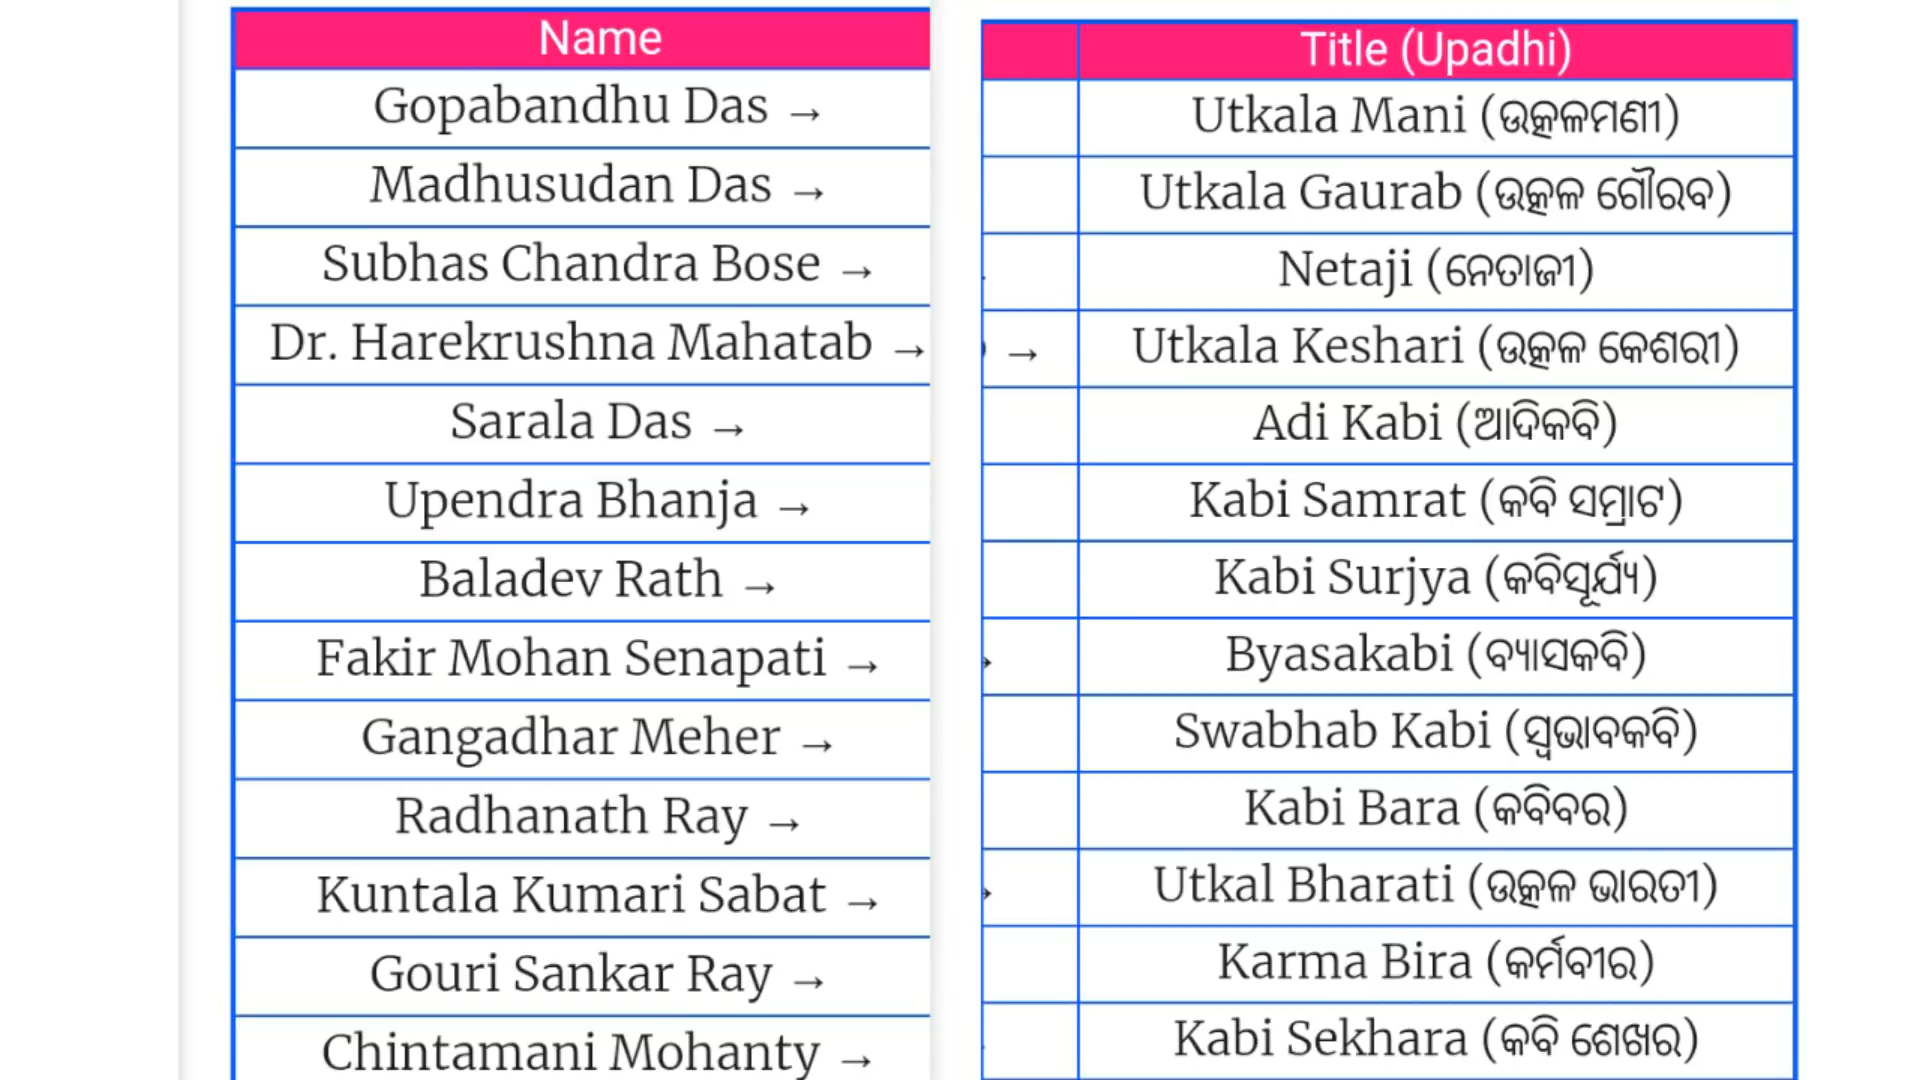 Name
Title (Upadhi)
Gopabandhu Das →
Utkala Mani (ଉତ୍କଳମଣୀ)
Madhusudan Das →
Utkala Gaurab (ଉତ୍କଳ ଗୌରବ)
Subhas Chandra Bose →
Netaji (ନେତାଜୀ)
Dr. Harekrushna Mahatab →
→ Utkala Keshari (ଉତ୍କଳ କେଶରୀ)
Sarala Das →
Adi Kabi (ଆଦିକବି)
Upendra Bhanja →
Kabi Samrat (କବି ସମ୍ରାଟ)
Baladev Rath →
Kabi Surjya (କବିସୂର୍ଯ୍ୟ)
Fakir Mohan Senapati →
Byasakabi (ବ୍ୟାସକବି)
Gangadhar Meher →
Swabhab Kabi (ସ୍ୱଭାବକବି)
Radhanath Ray →
Kabi Bara (କବିବର)
Kuntala Kumari Sabat →
Utkal Bharati (ଉତ୍କଳ ଭାରତୀ)
Gouri Sankar Ray →
Karma Bira (କର୍ମବୀର)
Chintamani Mohanty →
Kabi Sekhara (କବି ଶେଖର)